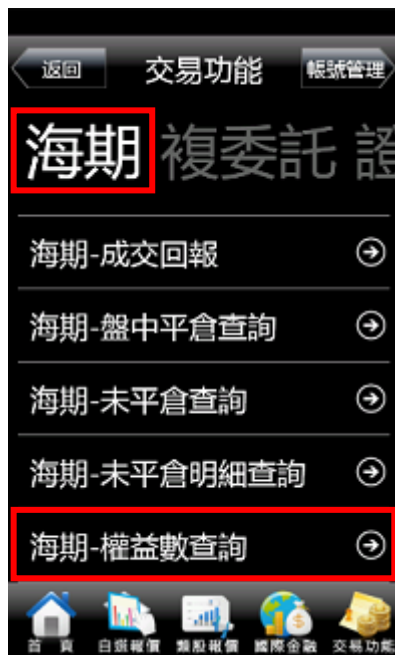 返回 交易功能 帳號管理
海期 複委託 證
海期-成交回報
海期-盤中平倉查詢
海期-未平倉查詢
海期-未平倉明細查詢
海期-權益數查詢
首頁 自選報價 類股報價 國際金融 交易功能